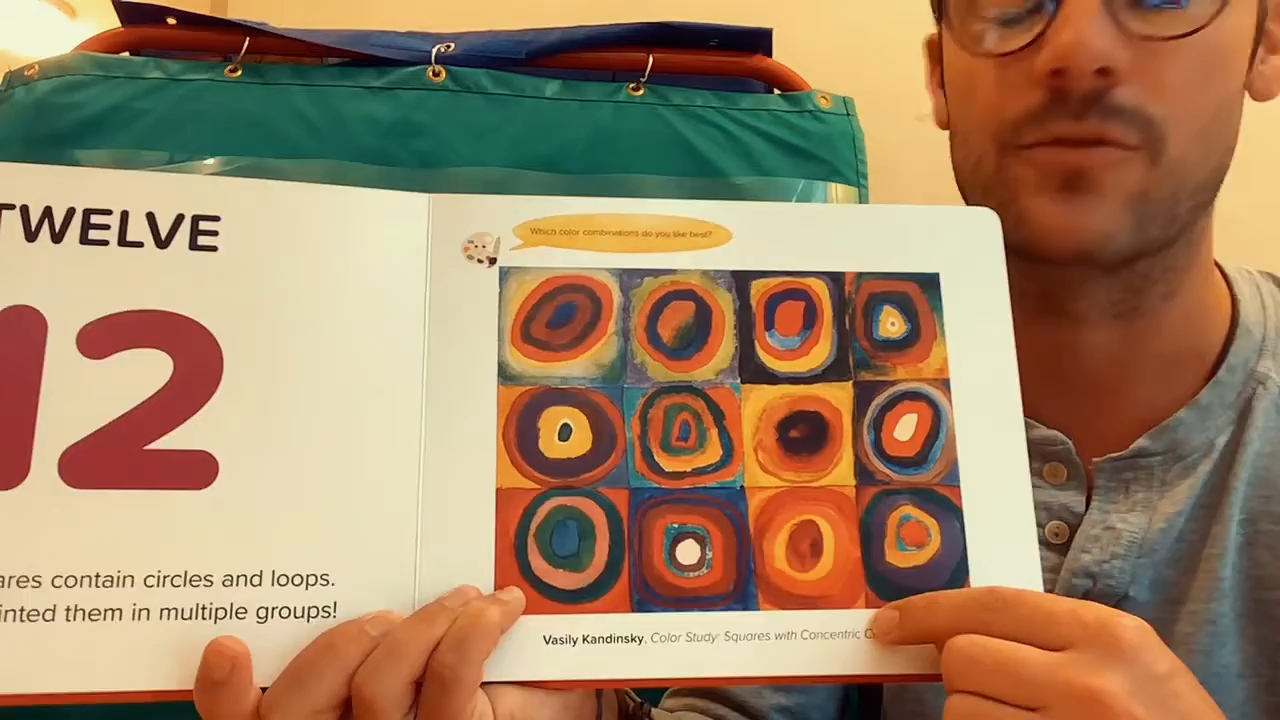 TWELVE
12
ares contain circles and loops.
inted them in multiple groups!
Which color combinations do you like best?
Vasily Kandinsky, Color Study: Squares with Concentric C